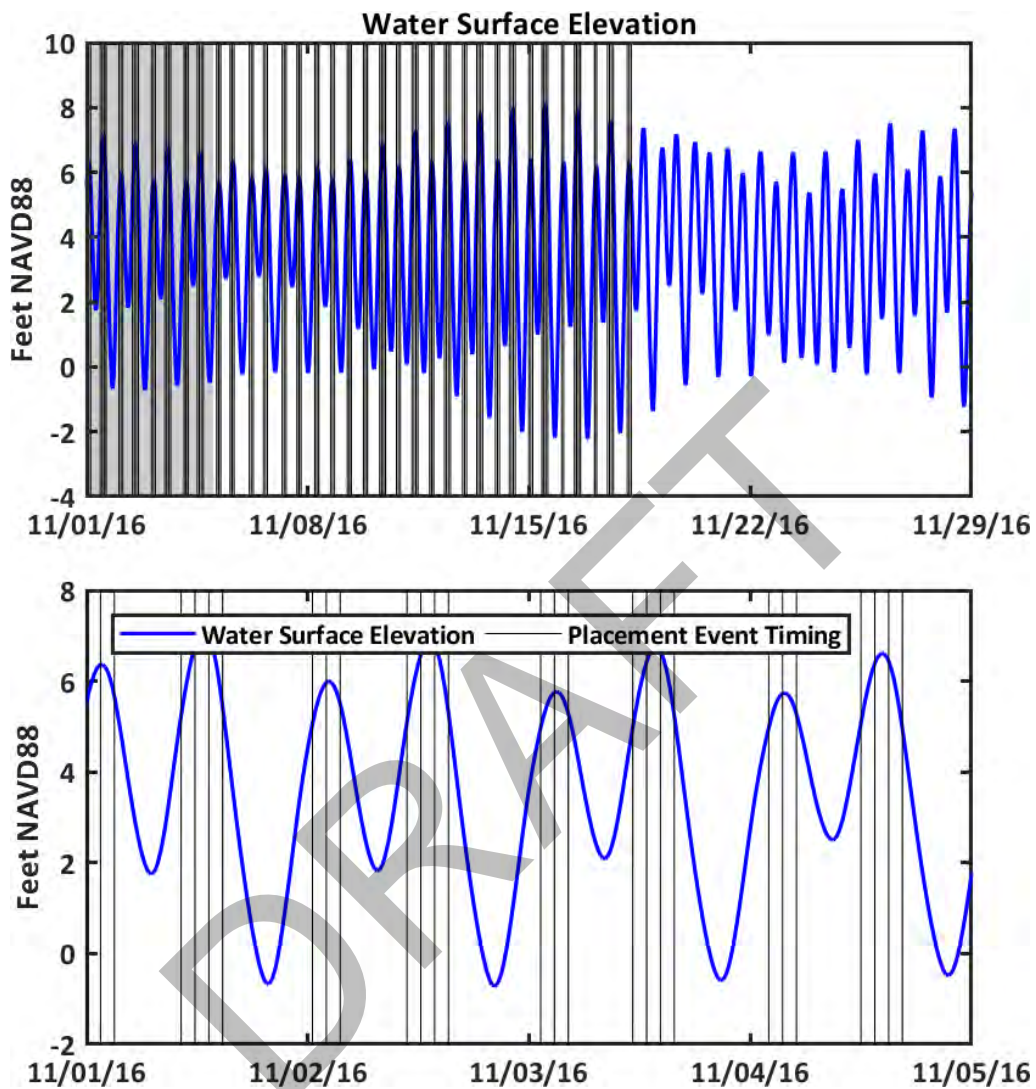 Water Surface Elevation
Feet NAVD88
10
8
6
4
2
0
-2
-4
11/01/16 11/08/16 11/15/16 11/22/16 11/29/16
Feet NAVD88
8
6
4
2
0
-2
Water Surface Elevation Placement Event Timing
11/01/16 11/02/16 11/03/16 11/04/16 11/05/16
DRAFT